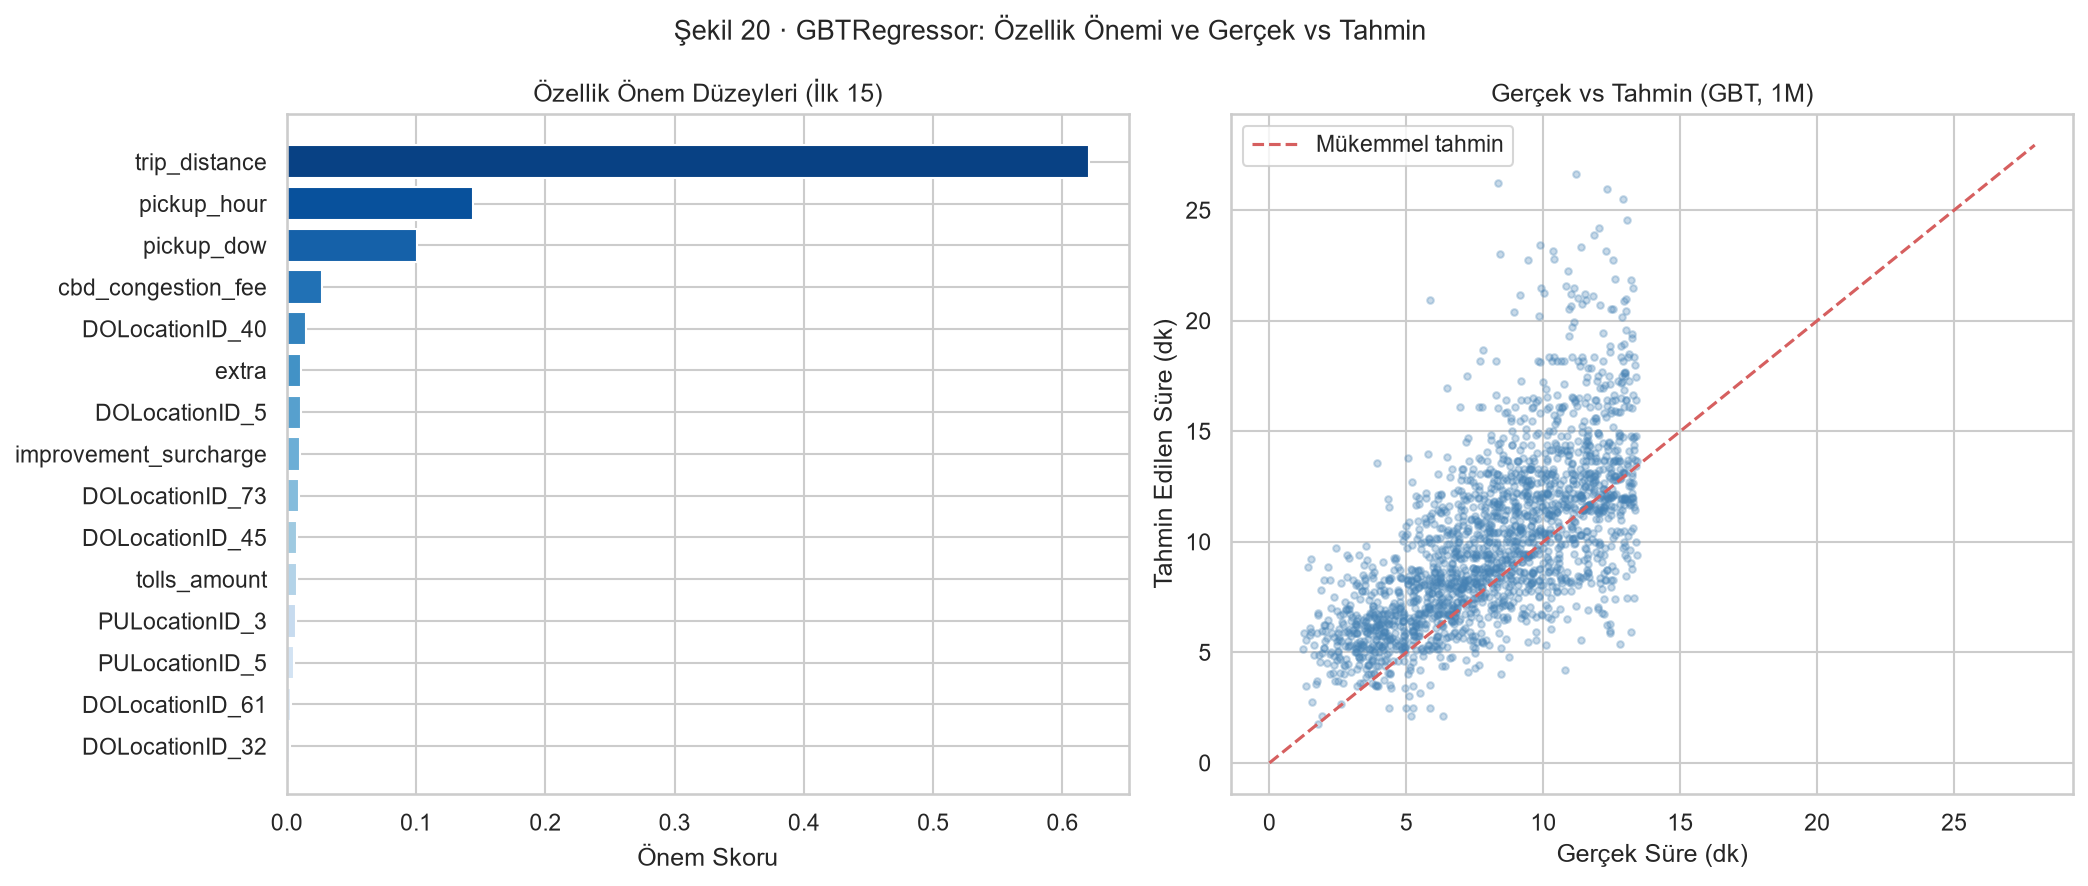 Şekil 20 · GBTRegressor: Özellik Önemi ve Gerçek vs Tahmin
Özellik Önem Düzeyleri (İlk 15)
trip_distance
pickup_hour
pickup_dow
cbd_congestion_fee
DOLocationID_40
extra
DOLocationID_5
improvement_surcharge
DOLocationID_73
DOLocationID_45
tolls_amount
PULocationID_3
PULocationID_5
DOLocationID_61
DOLocationID_32
0.0 0.1 0.2 0.3 0.4 0.5 0.6
Önem Skoru
Gerçek vs Tahmin (GBT, 1M)
Mükemmel tahmin
Tahmin Edilen Süre (dk)
25
20
15
10
5
0
0 5 10 15 20 25
Gerçek Süre (dk)